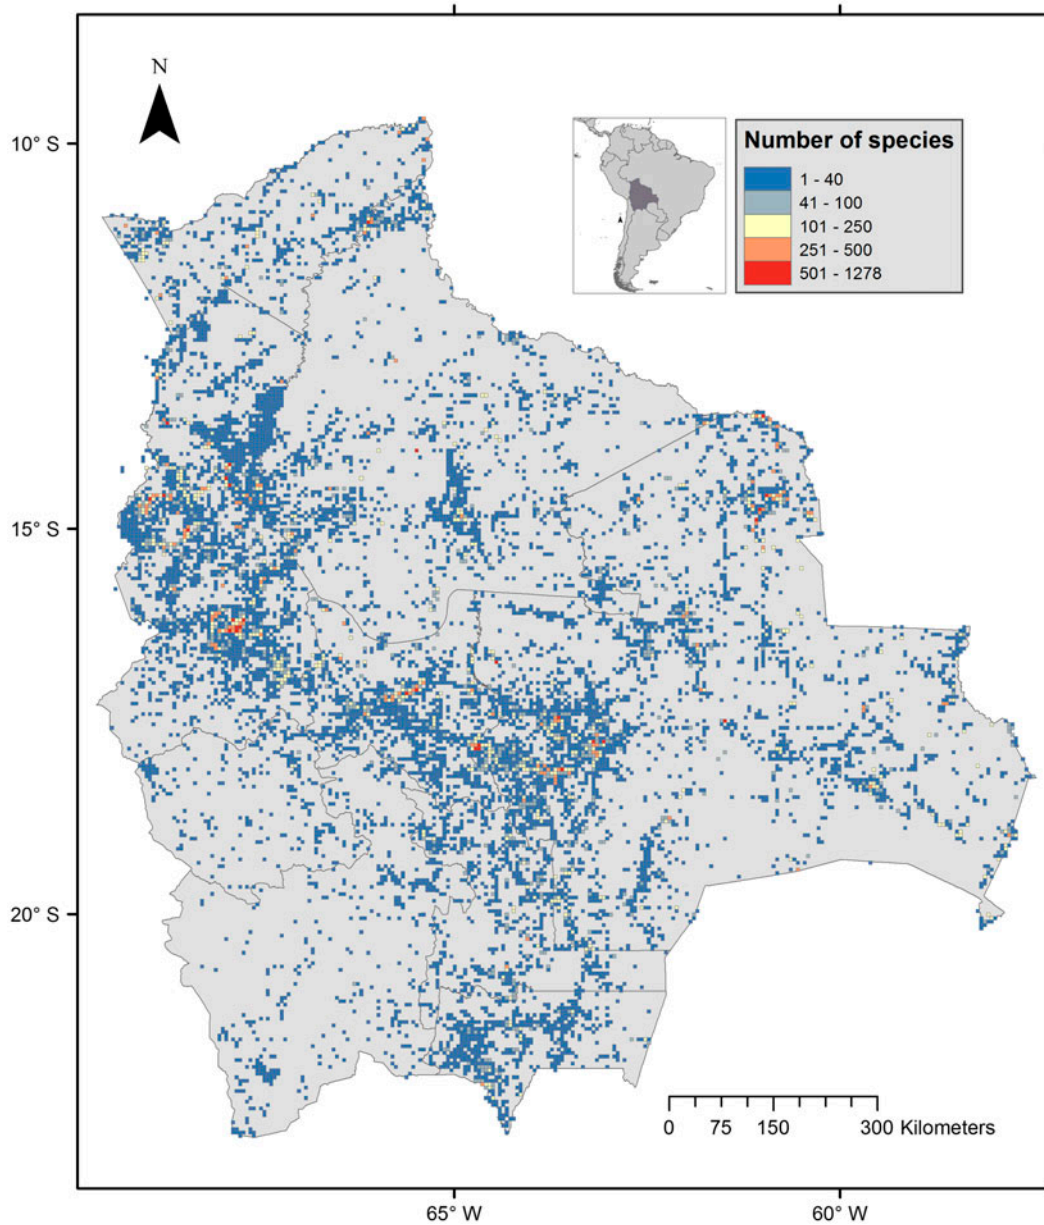 N
10° S
15° S
20° S
Number of species
1 - 40
41 - 100
101 - 250
251 - 500
501 - 1278
0 75 150 300 Kilometers
65° W 60° W